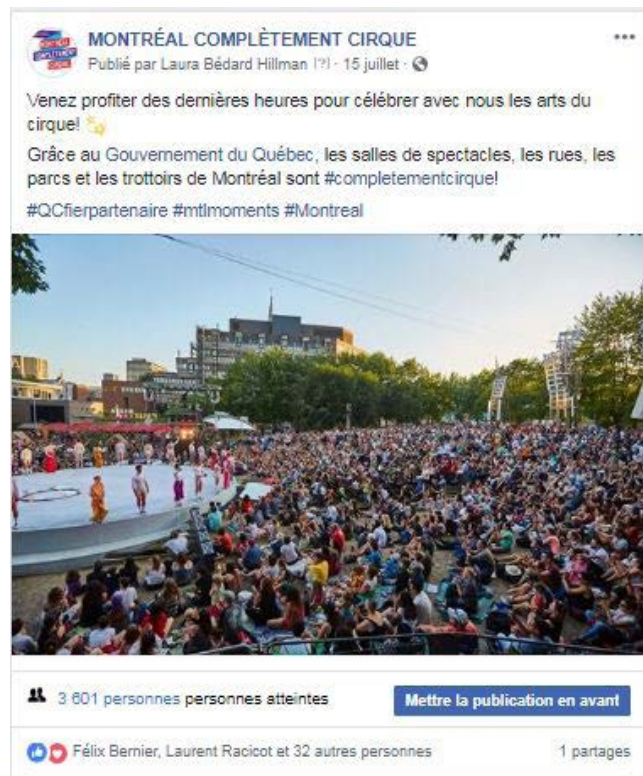 MONTRÉAL
COMPLÈTEMENT
CIRQUE
MONTRÉAL COMPLÈTEMENT CIRQUE
Publié par Laura Bédard Hillman [?] · 15 juillet ·
Venez profiter des dernières heures pour célébrer avec nous les arts du
cirque!
Grâce au Gouvernement du Québec, les salles de spectacles, les rues, les
parcs et les trottoirs de Montréal sont #completementcirque!
#QCfierpartenaire #mtlmoments #Montreal
3 601 personnes personnes atteintes
Mettre la publication en avant
Félix Bernier, Laurent Racicot et 32 autres personnes
1 partages